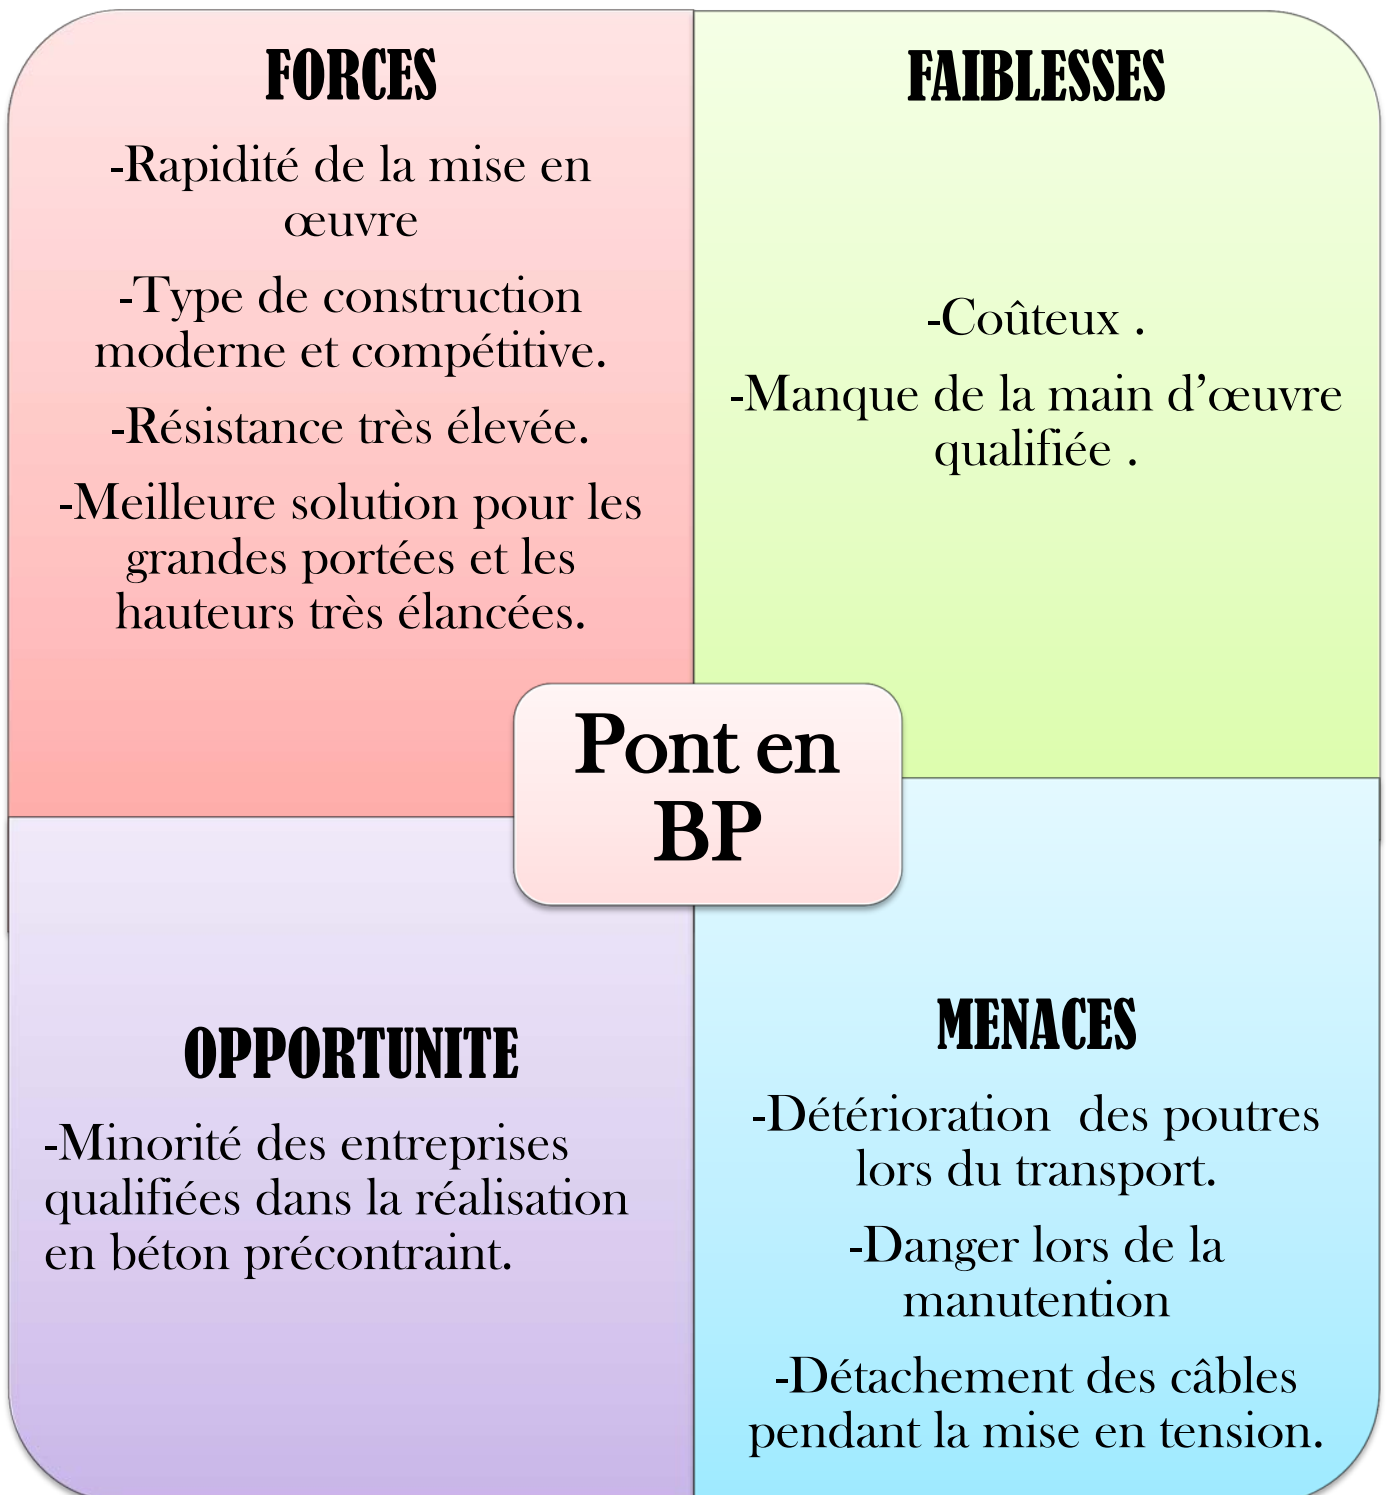 FORCES
-Rapidité de la mise en
œuvre
-Type de construction
moderne et compétitive.
-Résistance très élevée.
-Meilleure solution pour les
grandes portées et les
hauteurs très élancées.
FAIBLESSES
-Coûteux .
-Manque de la main d’œuvre
qualifiée .
Pont en
BP
OPPORTUNITE
-Minorité des entreprises
qualifiées dans la réalisation
en béton précontraint.
MENACES
-Détérioration  des poutres
lors du transport.
-Danger lors de la
manutention
-Détachement des câbles
pendant la mise en tension.